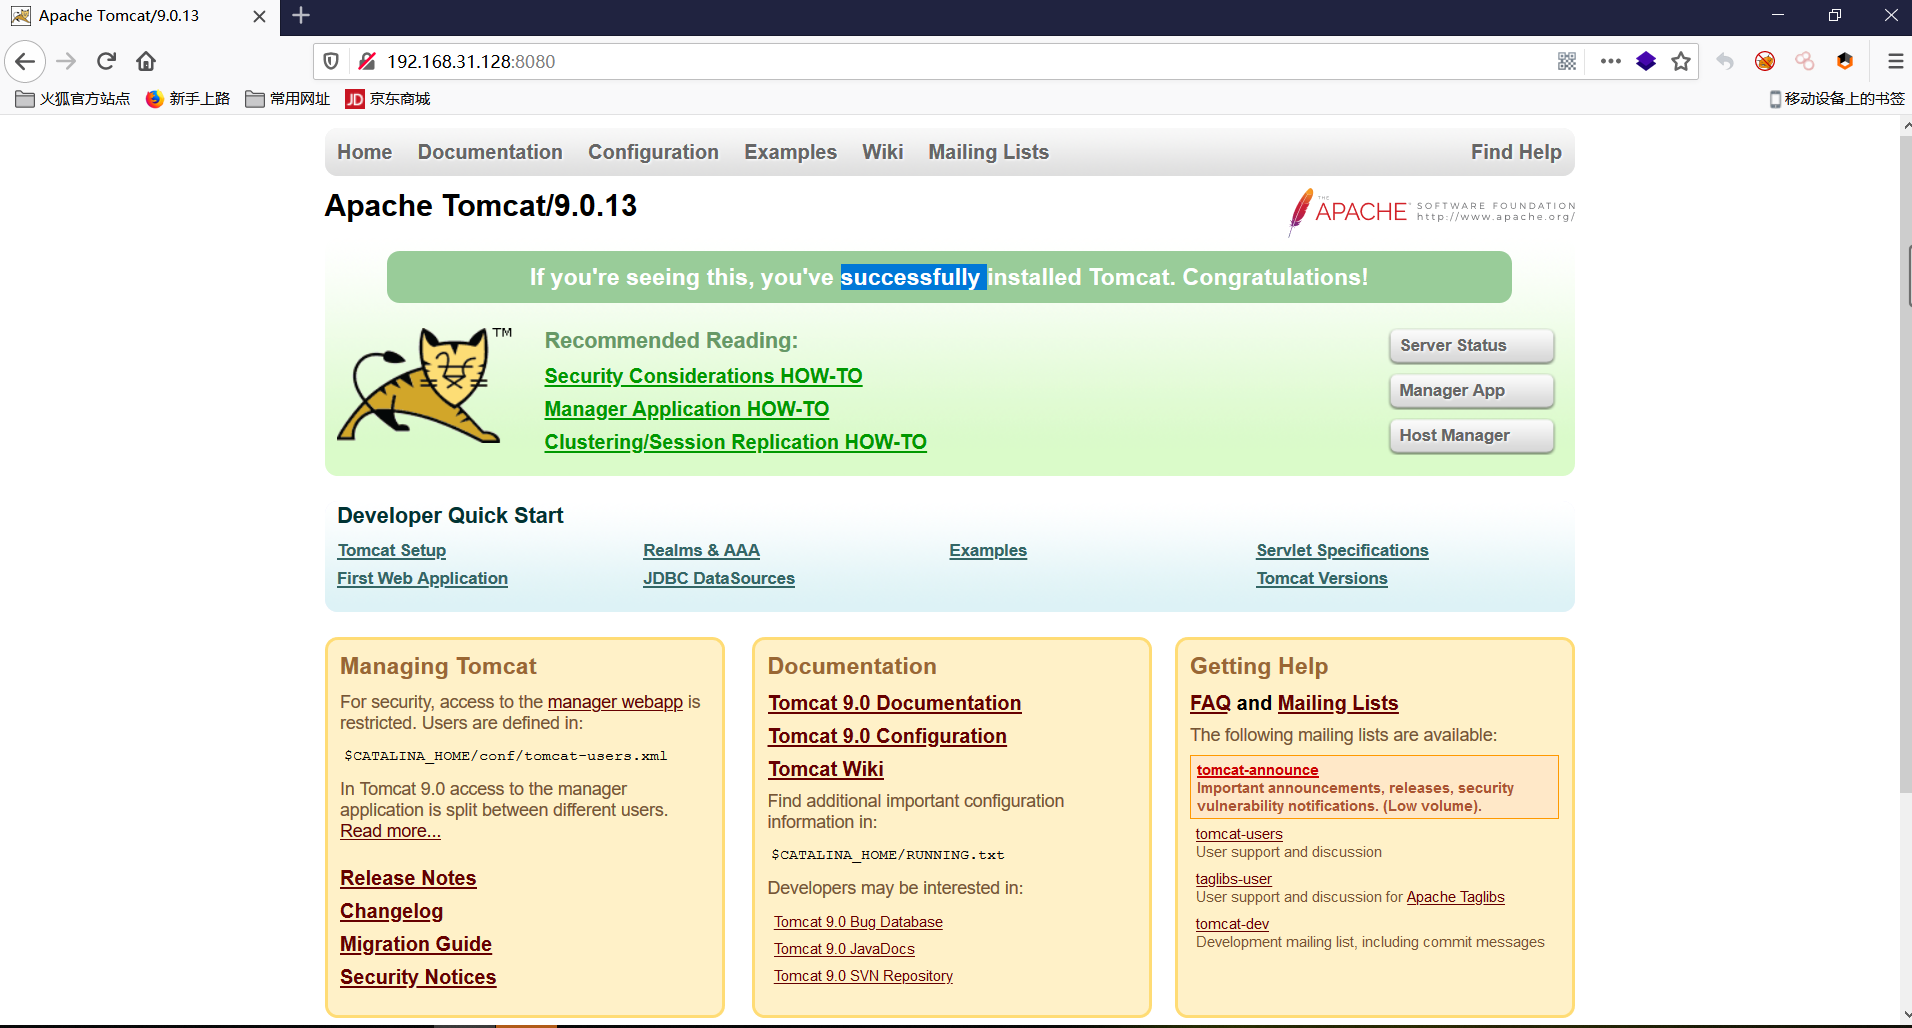 Apache Tomcat/9.0.13
192.168.31.128:8080
火狐官方站点 新手上路 常用网址 JD 京东商城 移动设备上的书签
Home Documentation Configuration Examples Wiki Mailing Lists Find Help
Apache Tomcat/9.0.13
THE APACHE™ SOFTWARE FOUNDATION
http://www.apache.org/
If you're seeing this, you've successfully installed Tomcat. Congratulations!
TM
Recommended Reading:
Security Considerations HOW-TO
Manager Application HOW-TO
Clustering/Session Replication HOW-TO
Server Status
Manager App
Host Manager
Developer Quick Start
Tomcat Setup
First Web Application
Realms & AAA
JDBC DataSources
Examples
Servlet Specifications
Tomcat Versions
Managing Tomcat
For security, access to the manager webapp is
restricted. Users are defined in:
$CATALINA_HOME/conf/tomcat-users.xml
In Tomcat 9.0 access to the manager
application is split between different users.
Read more...
Release Notes
Changelog
Migration Guide
Security Notices
Documentation
Tomcat 9.0 Documentation
Tomcat 9.0 Configuration
Tomcat Wiki
Find additional important configuration
information in:
$CATALINA_HOME/RUNNING.txt
Developers may be interested in:
Tomcat 9.0 Bug Database
Tomcat 9.0 JavaDocs
Tomcat 9.0 SVN Repository
Getting Help
FAQ and Mailing Lists
The following mailing lists are available:
tomcat-announce
Important announcements, releases, security
vulnerability notifications. (Low volume).
tomcat-users
User support and discussion
taglibs-user
User support and discussion for Apache Taglibs
tomcat-dev
Development mailing list, including commit messages